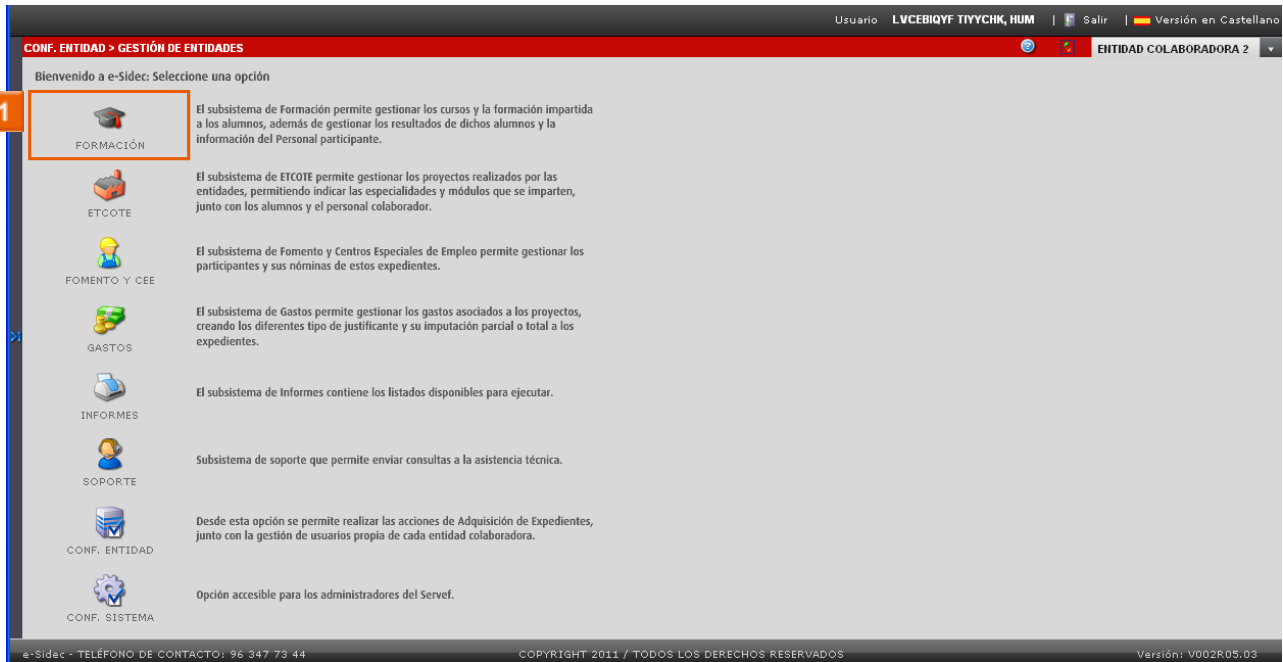 Usuario LVCEBIQYF TIYYCHK, HUM | Salir | Versión en Castellano
CONF. ENTIDAD > GESTIÓN DE ENTIDADES
ENTIDAD COLABORADORA 2
Bienvenido a e-Sidec: Seleccione una opción
1
FORMACIÓN
El subsistema de Formación permite gestionar los cursos y la formación impartida
a los alumnos, además de gestionar los resultados de dichos alumnos y la
información del Personal participante.
ETCOTE
El subsistema de ETCOTE permite gestionar los proyectos realizados por las
entidades, permitiendo indicar las especialidades y módulos que se imparten,
junto con los alumnos y el personal colaborador.
FOMENTO Y CEE
El subsistema de Fomento y Centros Especiales de Empleo permite gestionar los
participantes y sus nóminas de estos expedientes.
GASTOS
El subsistema de Gastos permite gestionar los gastos asociados a los proyectos,
creando los diferentes tipo de justificante y su imputación parcial o total a los
expedientes.
INFORMES
El subsistema de Informes contiene los listados disponibles para ejecutar.
SOPORTE
Subsistema de soporte que permite enviar consultas a la asistencia técnica.
CONF. ENTIDAD
Desde esta opción se permite realizar las acciones de Adquisición de Expedientes,
junto con la gestión de usuarios propia de cada entidad colaboradora.
CONF. SISTEMA
Opción accesible para los administradores del Servef.
e-Sidec - TELÉFONO DE CONTACTO: 96 347 73 44
COPYRIGHT 2011 / TODOS LOS DERECHOS RESERVADOS
Versión: V002R05.03